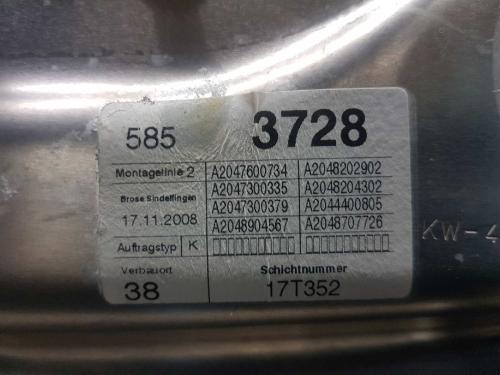 585 3728
Montagelinie 2 A2047600734 A2048202902
Brose Sindelfingen A2047300335 A2048204302
17.11.2008 A2047300379 A2044400805
A2048904567 A2048707726
Auftragstyp K
Verbauort Schichtnummer
38 17T352
KW-4